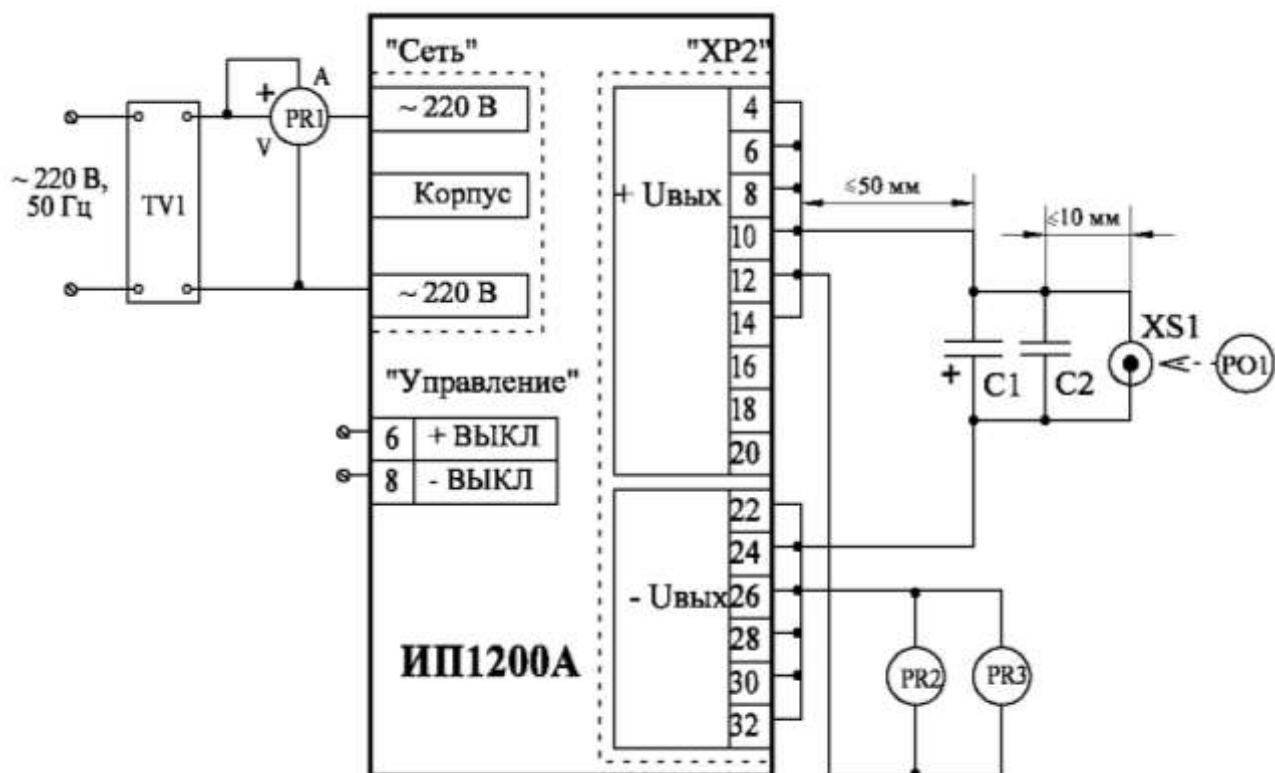 "Сеть"
"ХР2"
А
+
PR1
V
~ 220 В
~ 220 В,
50 Гц
TV1
Корпус
~ 220 В
"Управление"
6 + ВЫКЛ
8 - ВЫКЛ
ИП1200А
+ Uвых
4
6
8
10
12
14
16
18
20
- Uвых
22
24
26
28
30
32
≤50 мм
≤10 мм
XS1
PO1
+
C1
C2
PR2
PR3